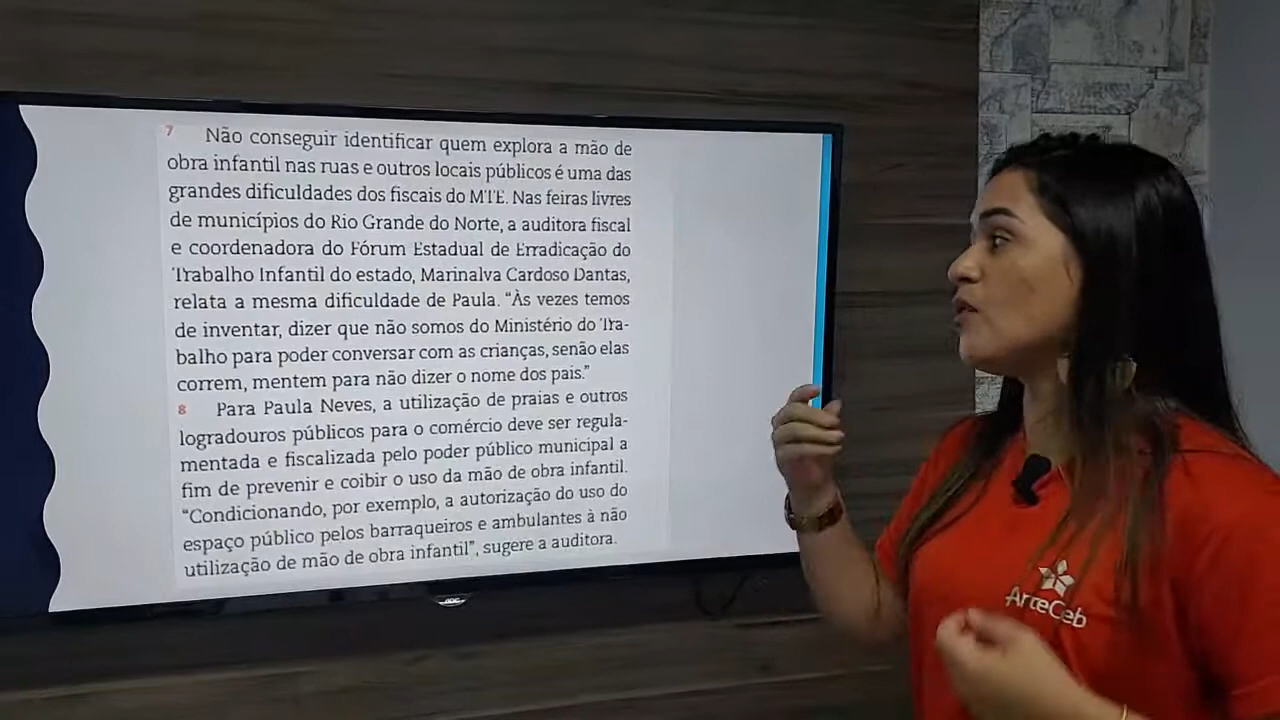 7 Não conseguir identificar quem explora a mão de
obra infantil nas ruas e outros locais públicos é uma das
grandes dificuldades dos fiscais do MTE. Nas feiras livres
de municípios do Rio Grande do Norte, a auditora fiscal
e coordenadora do Fórum Estadual de Erradicação do
Trabalho Infantil do estado, Marinalva Cardoso Dantas,
relata a mesma dificuldade de Paula. “Às vezes temos
de inventar, dizer que não somos do Ministério do Tra-
balho para poder conversar com as crianças, senão elas
correm, mentem para não dizer o nome dos pais.”
8 Para Paula Neves, a utilização de praias e outros
logradouros públicos para o comércio deve ser regula-
mentada e fiscalizada pelo poder público municipal a
fim de prevenir e coibir o uso da mão de obra infantil.
“Condicionando, por exemplo, a autorização do uso do
espaço público pelos barraqueiros e ambulantes à não
utilização de mão de obra infantil”, sugere a auditora.
AOC
ArteCeb